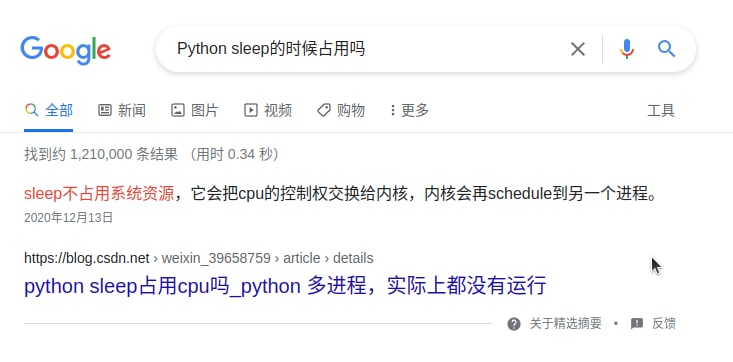 Google
Python sleep的时候占用吗
全部 新闻 图片 视频 购物 更多 工具
找到约 1,210,000 条结果 （用时 0.34 秒）
sleep不占用系统资源，它会把cpu的控制权交换给内核，内核会再schedule到另一个进程。
2020年12月13日
https://blog.csdn.net › weixin_39658759 › article › details
python sleep占用cpu吗_python 多进程，实际上都没有运行
关于精选摘要 • 反馈